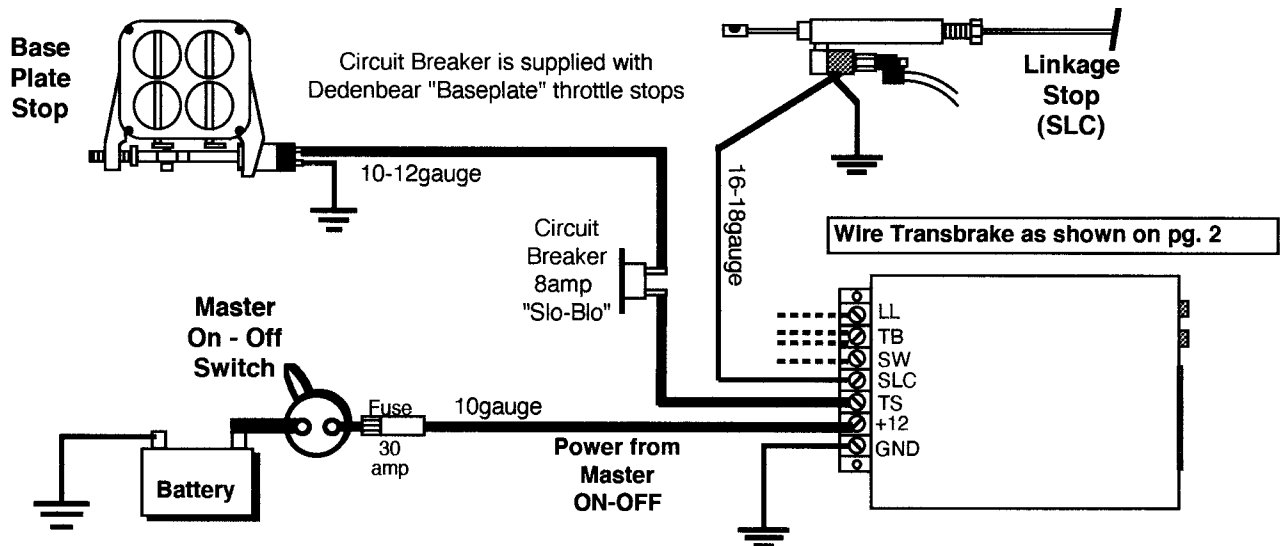 Base
Plate
Stop
Circuit Breaker is supplied with
Dedenbear "Baseplate" throttle stops
Linkage
Stop
(SLC)
10-12gauge
16-18gauge
Wire Transbrake as shown on pg. 2
Circuit
Breaker
8amp
"Slo-Blo"
Master
On - Off
Switch
Fuse
30
amp
10gauge
Power from
Master
ON-OFF
Battery
LL
TB
SW
SLC
TS
+12
GND